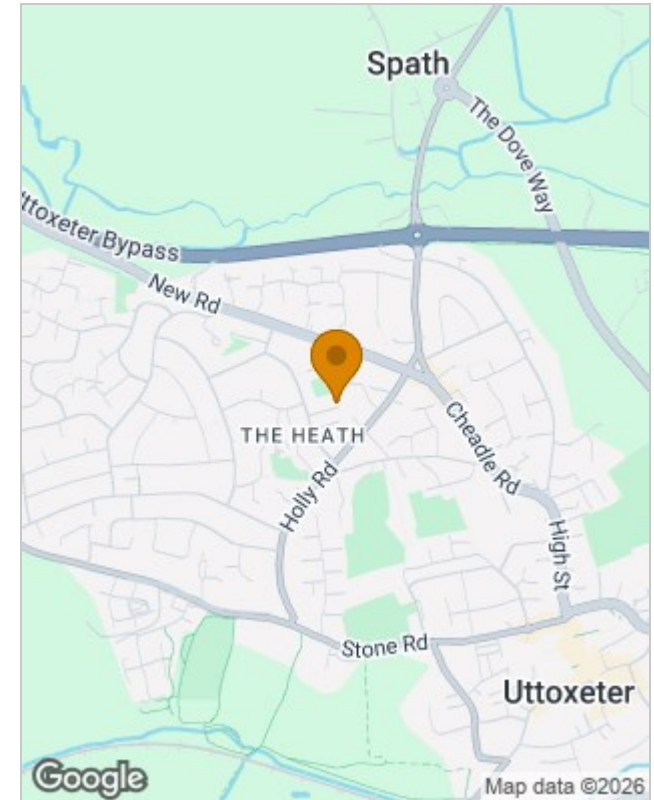 Spath
The Dove Way
ttoxeter Bypass
New Rd
THE HEATH
Cheadle Rd
Holly Rd
High St
Stone Rd
Uttoxeter
Google
Map data ©2026